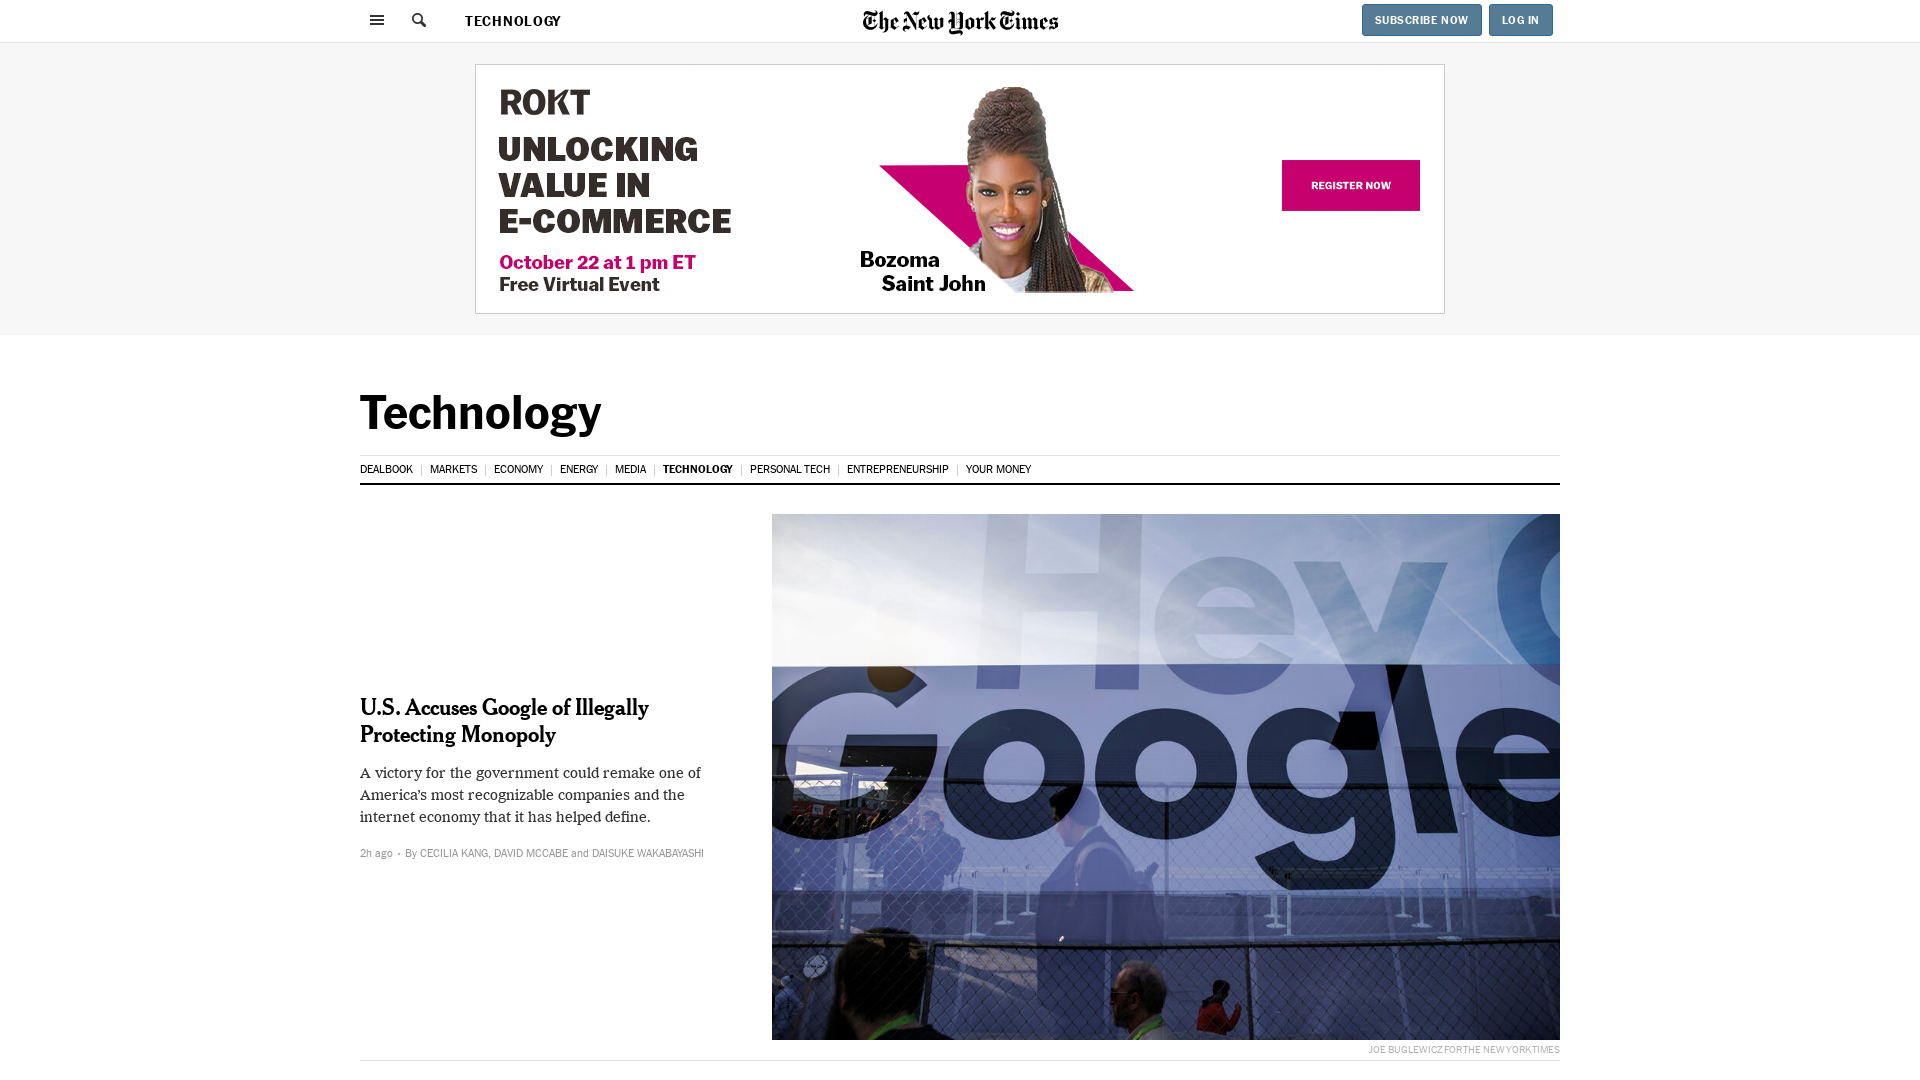 TECHNOLOGY
The New York Times
SUBSCRIBE NOW
LOG IN
ROKT
UNLOCKING
VALUE IN
E-COMMERCE
October 22 at 1 pm ET
Free Virtual Event
Bozoma
Saint John
REGISTER NOW
Technology
DEALBOOK | MARKETS | ECONOMY | ENERGY | MEDIA | TECHNOLOGY | PERSONAL TECH | ENTREPRENEURSHIP | YOUR MONEY
Hey G
Google
U.S. Accuses Google of Illegally
Protecting Monopoly
A victory for the government could remake one of
America’s most recognizable companies and the
internet economy that it has helped define.
2h ago • By CECILIA KANG, DAVID MCCABE and DAISUKE WAKABAYASHI
JOE BUGLEWICZ FOR THE NEW YORK TIMES